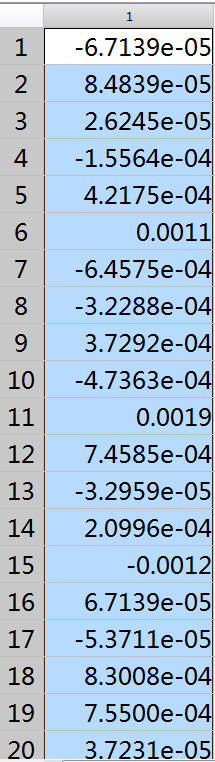 1
1 -6.7139e-05
2 8.4839e-05
3 2.6245e-05
4 -1.5564e-04
5 4.2175e-04
6 0.0011
7 -6.4575e-04
8 -3.2288e-04
9 3.7292e-04
10 -4.7363e-04
11 0.0019
12 7.4585e-04
13 -3.2959e-05
14 2.0996e-04
15 -0.0012
16 6.7139e-05
17 -5.3711e-05
18 8.3008e-04
19 7.5500e-04
20 3.7231e-05